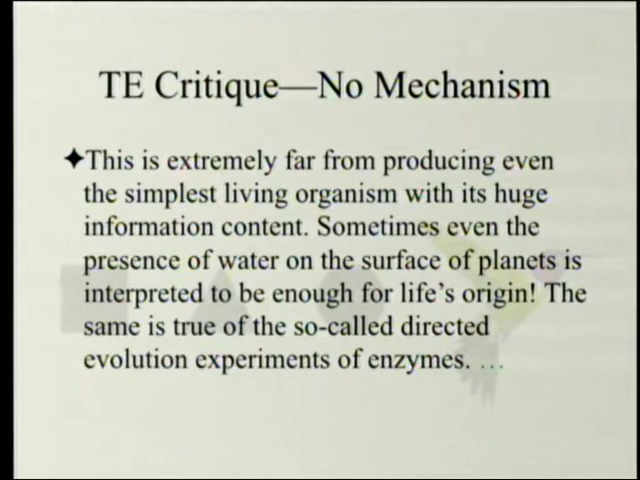 TE Critique—No Mechanism
✦This is extremely far from producing even
the simplest living organism with its huge
information content. Sometimes even the
presence of water on the surface of planets is
interpreted to be enough for life's origin! The
same is true of the so-called directed
evolution experiments of enzymes. …